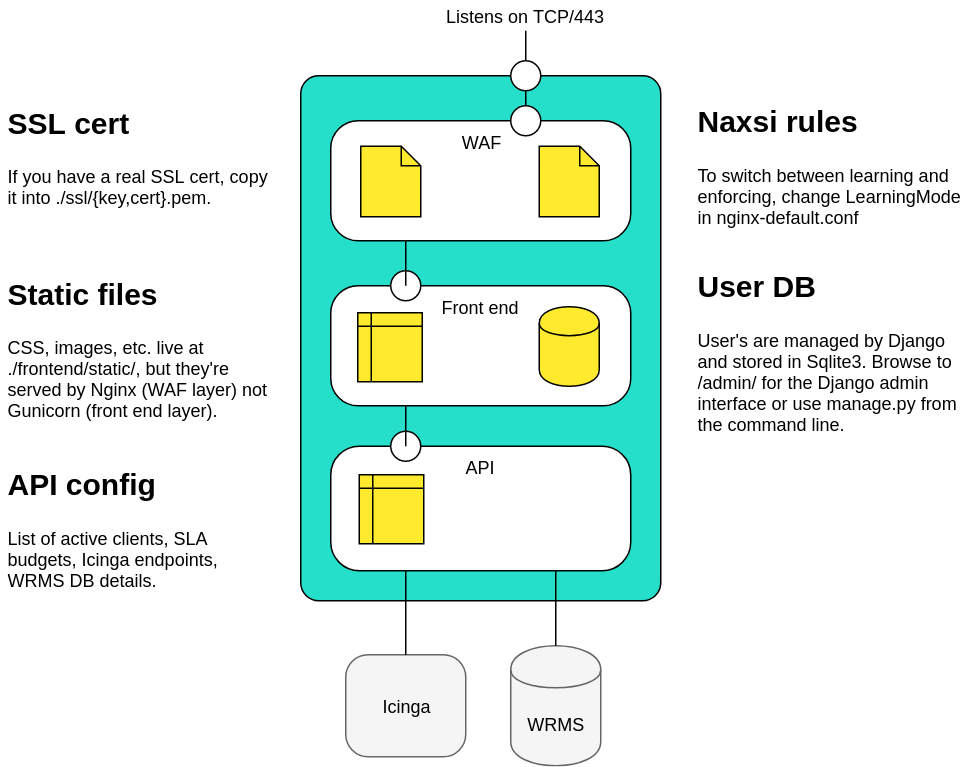 Listens on TCP/443
SSL cert
If you have a real SSL cert, copy
it into ./ssl/{key,cert}.pem.
Static files
CSS, images, etc. live at
./frontend/static/, but they're
served by Nginx (WAF layer) not
Gunicorn (front end layer).
API config
List of active clients, SLA
budgets, Icinga endpoints,
WRMS DB details.
WAF
Front end
API
Icinga
WRMS
Naxsi rules
To switch between learning and
enforcing, change LearningMode
in nginx-default.conf
User DB
User's are managed by Django
and stored in Sqlite3. Browse to
/admin/ for the Django admin
interface or use manage.py from
the command line.